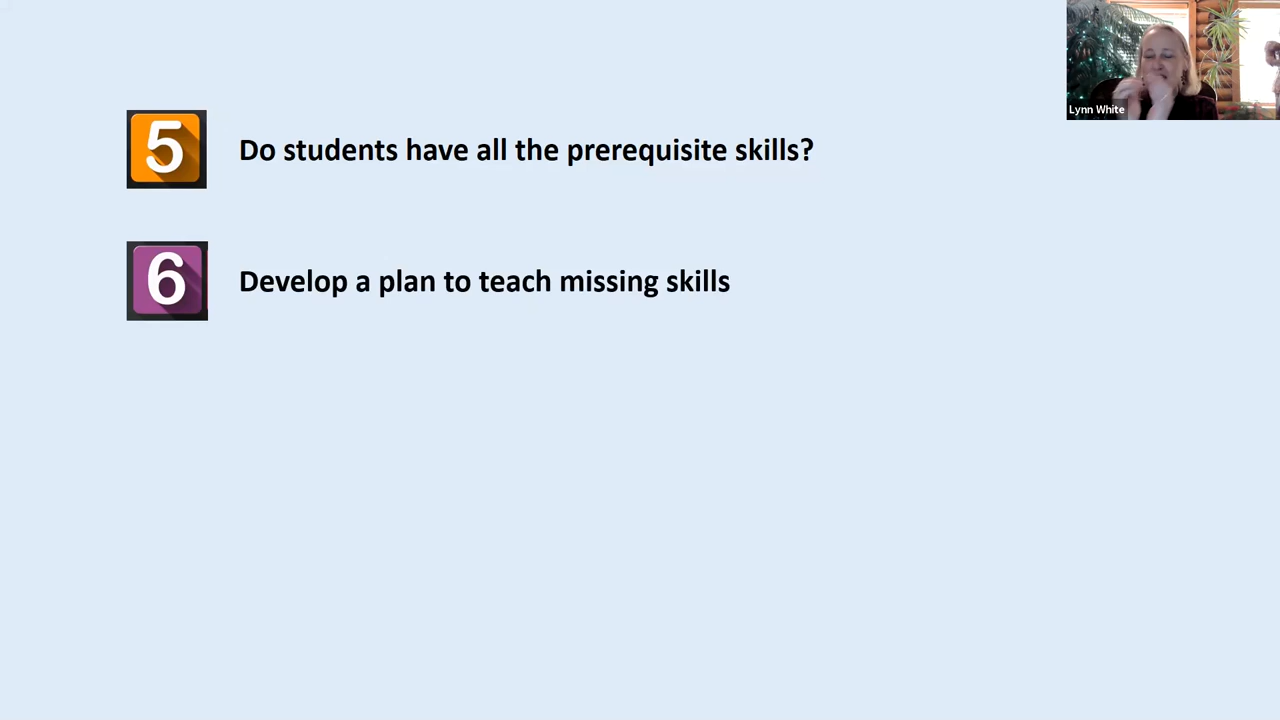 Lynn White
5 Do students have all the prerequisite skills?
6 Develop a plan to teach missing skills